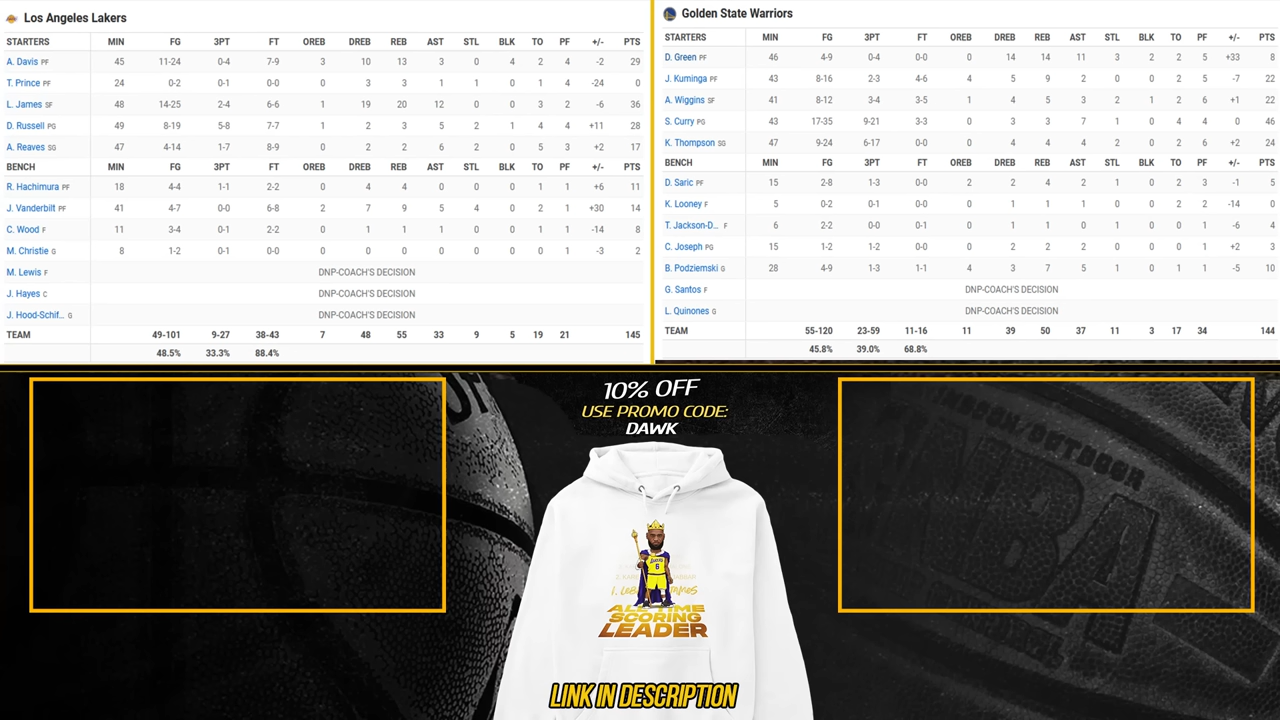 Los Angeles Lakers
STARTERS MIN FG 3PT FT OREB DREB REB AST STL BLK TO PF +/- PTS
A. Davis PF 45 11-24 0-4 7-9 3 10 13 3 0 4 2 4 -2 29
T. Prince PF 24 0-2 0-1 0-0 0 3 3 1 1 0 1 4 -24 0
L. James SF 48 14-25 2-4 6-6 1 19 20 12 0 0 3 2 -6 36
D. Russell PG 49 8-19 5-8 7-7 1 2 3 5 2 1 4 4 +11 28
A. Reaves SG 47 4-14 1-7 8-9 0 2 2 6 2 0 5 3 +2 17
BENCH MIN FG 3PT FT OREB DREB REB AST STL BLK TO PF +/- PTS
R. Hachimura PF 18 4-4 1-1 2-2 0 4 4 0 0 0 1 1 +6 11
J. Vanderbilt PF 41 4-7 0-0 6-8 2 7 9 5 4 0 2 1 +30 14
C. Wood F 11 3-4 0-1 2-2 0 1 1 1 0 0 1 1 -14 8
M. Christie G 8 1-2 0-1 0-0 0 0 0 0 0 0 0 1 -3 2
M. Lewis F DNP-COACH'S DECISION
J. Hayes C DNP-COACH'S DECISION
J. Hood-Schif... G DNP-COACH'S DECISION
TEAM 49-101 9-27 38-43 7 48 55 33 9 5 19 21 145
48.5% 33.3% 88.4%
Golden State Warriors
STARTERS MIN FG 3PT FT OREB DREB REB AST STL BLK TO PF +/- PTS
D. Green PF 46 4-9 0-4 0-0 0 14 14 11 3 2 2 5 +33 8
J. Kuminga PF 43 8-16 2-3 4-6 4 5 9 2 0 0 4 5 -7 22
A. Wiggins SF 41 8-12 3-4 3-5 1 4 5 3 2 1 2 6 +1 22
S. Curry PG 43 17-35 9-21 3-3 0 3 3 7 1 0 4 4 0 46
K. Thompson SG 47 9-24 6-17 0-0 0 4 4 4 2 0 0 6 +2 24
BENCH MIN FG 3PT FT OREB DREB REB AST STL BLK TO PF +/- PTS
D. Saric PF 15 2-8 1-3 0-0 2 2 4 2 1 0 2 3 -1 5
K. Looney F 5 0-2 0-1 0-0 0 1 1 1 0 0 2 2 -14 0
T. Jackson-D... F 6 2-2 0-0 0-1 0 1 1 1 0 0 0 1 -6 4
C. Joseph PG 15 1-2 1-2 0-0 0 2 2 2 1 0 0 1 +2 3
B. Podziemski G 28 4-9 1-3 1-1 4 3 7 5 1 0 1 1 -5 10
G. Santos F DNP-COACH'S DECISION
L. Quinones G DNP-COACH'S DECISION
TEAM 55-120 23-59 11-16 11 39 50 37 11 3 17 34 144
45.8% 39.0% 68.8%
10% OFF
USE PROMO CODE:
DAWK
ALL TIME
SCORING
LEADER
LINK IN DESCRIPTION